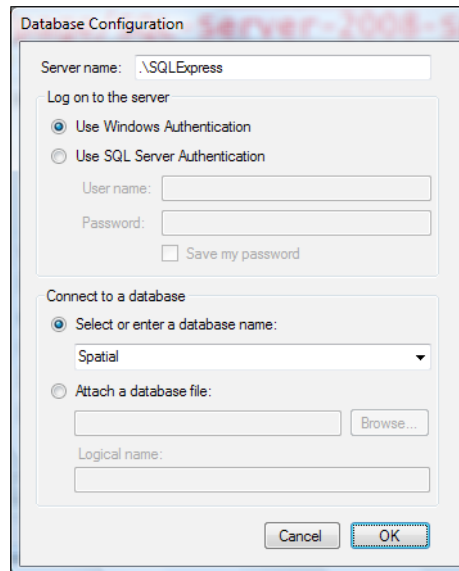 Database Configuration
Server name: .\SQLExpress
Log on to the server
Use Windows Authentication
Use SQL Server Authentication
User name:
Password:
Save my password
Connect to a database
Select or enter a database name:
Spatial
Attach a database file:
Browse...
Logical name:
Cancel OK